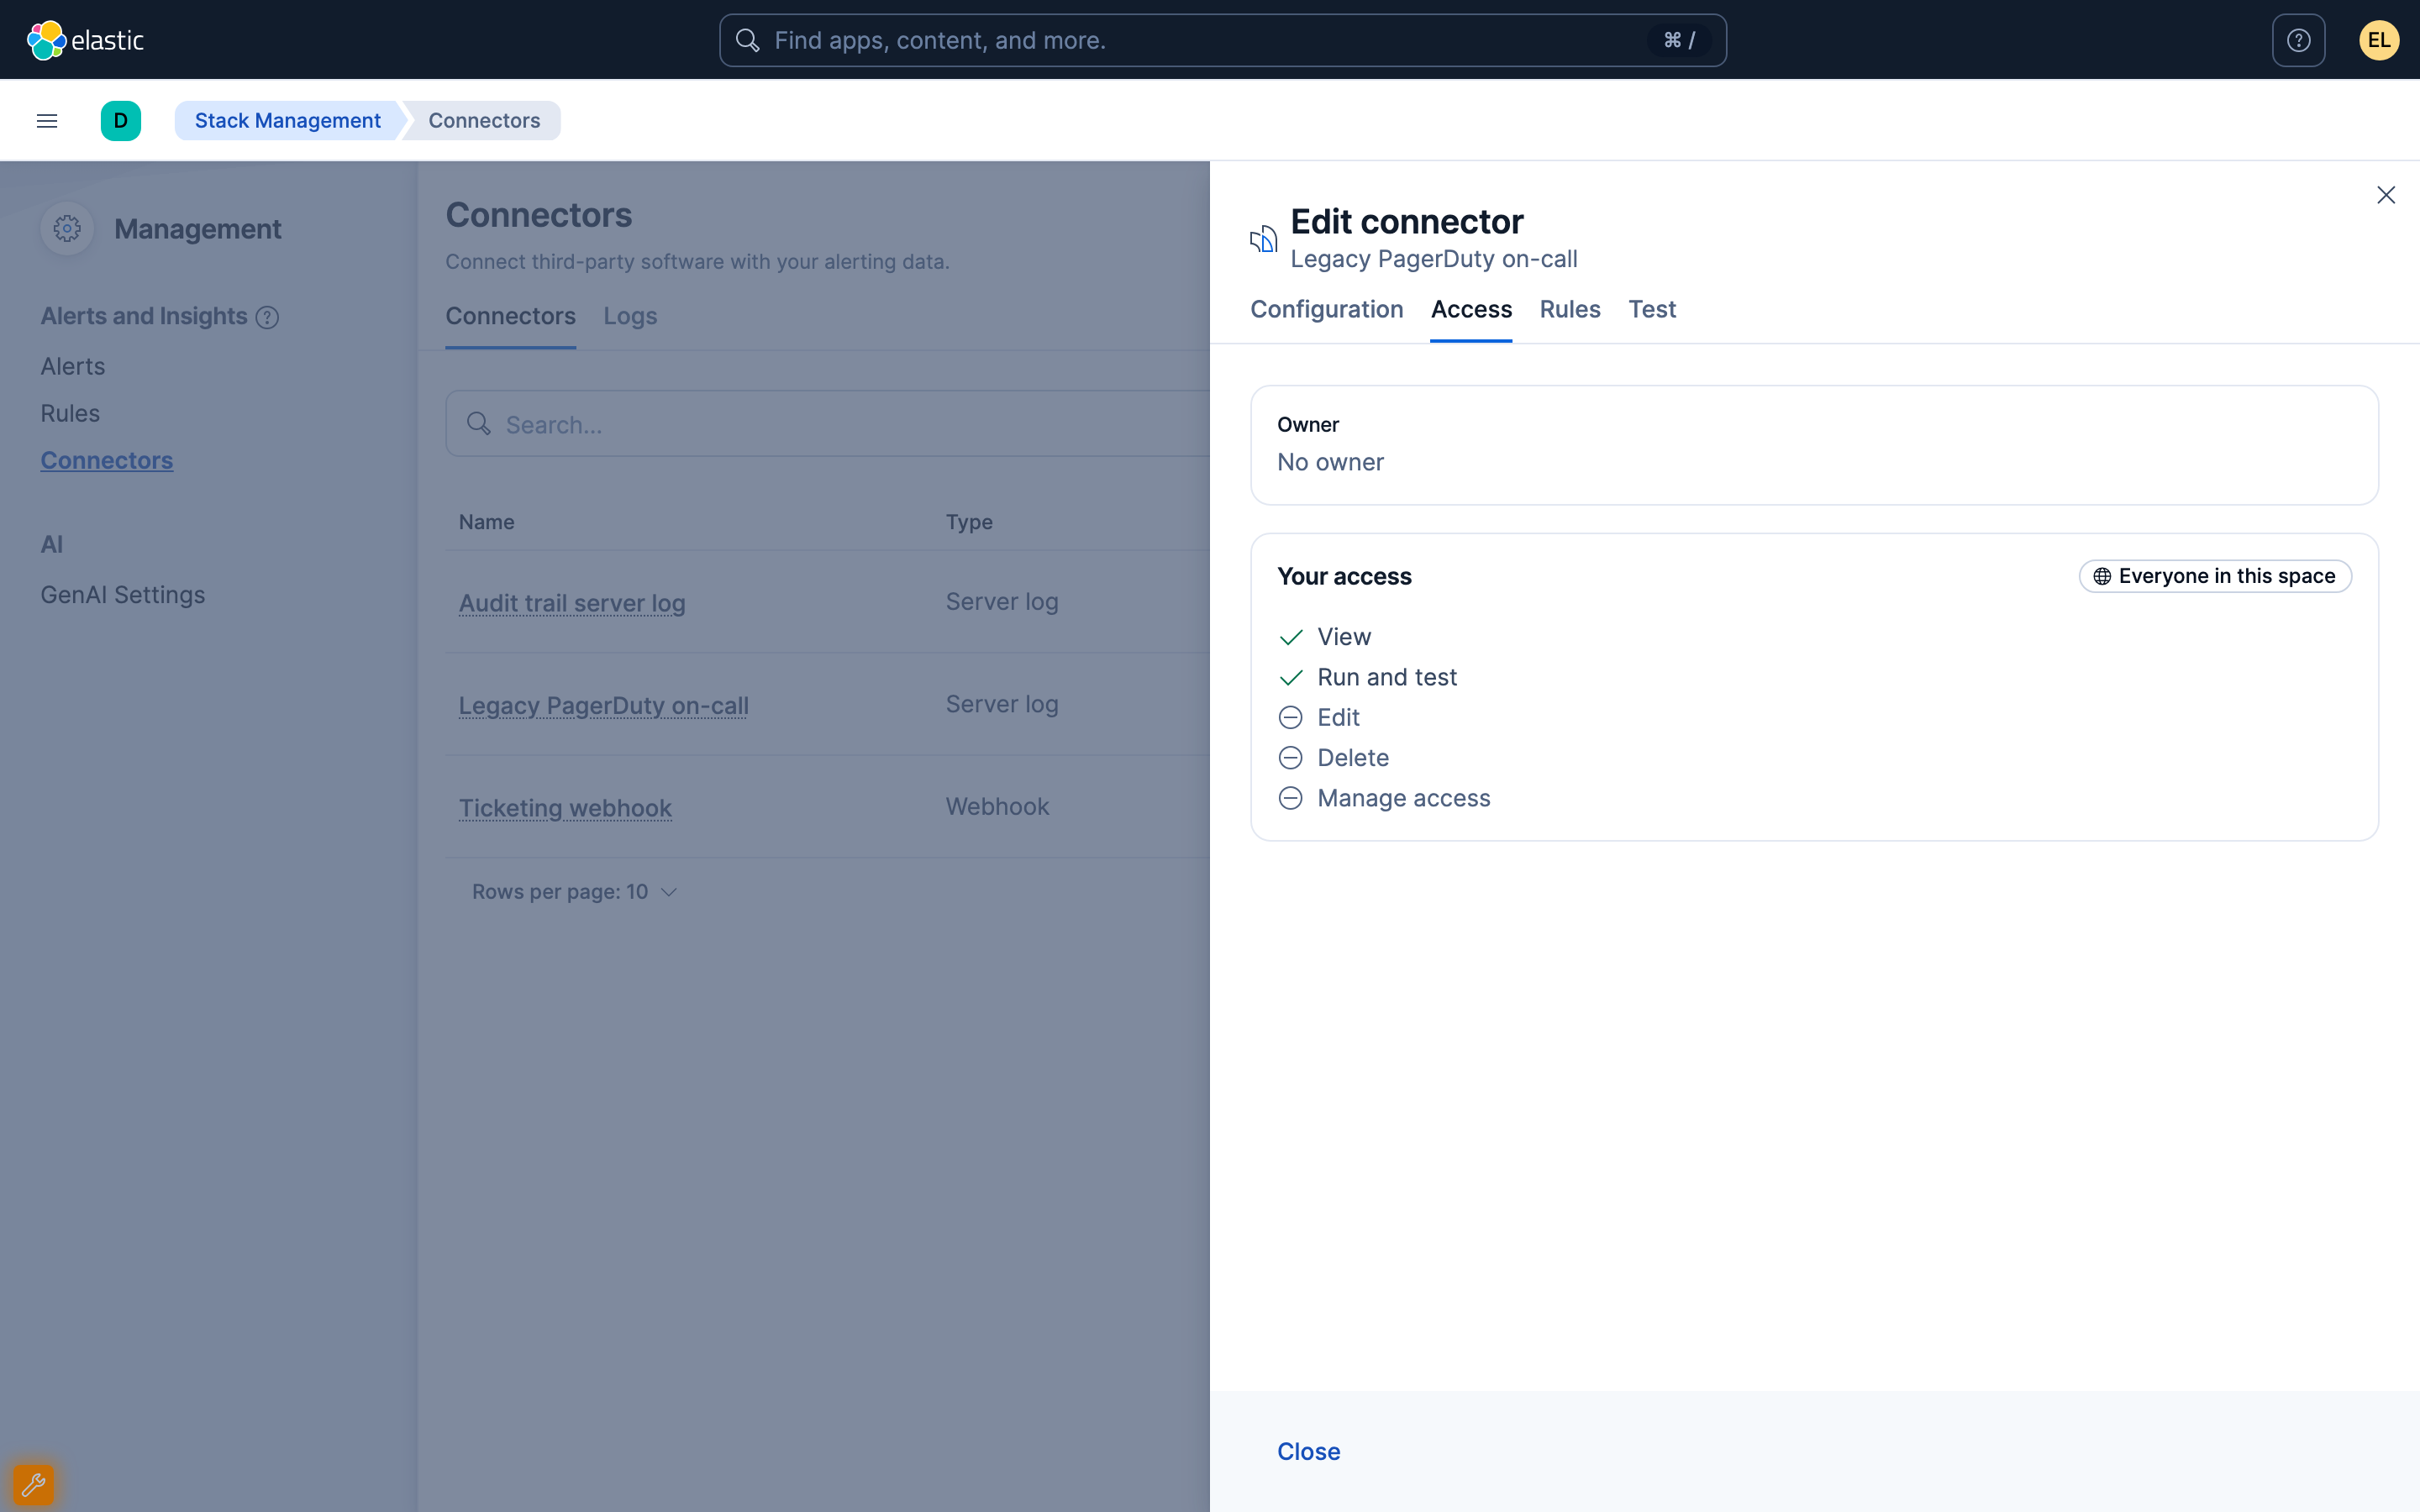 elastic
Find apps, content, and more.
⌘ /
EL
D
Stack Management
Connectors
Management
Alerts and Insights
Alerts
Rules
Connectors
AI
GenAI Settings
Connectors
Connect third-party software with your alerting data.
Connectors Logs
Search...
Name Type
Audit trail server log Server log
Legacy PagerDuty on-call Server log
Ticketing webhook Webhook
Rows per page: 10
Edit connector
Legacy PagerDuty on-call
Configuration Access Rules Test
Owner
No owner
Your access
Everyone in this space
View
Run and test
Edit
Delete
Manage access
Close